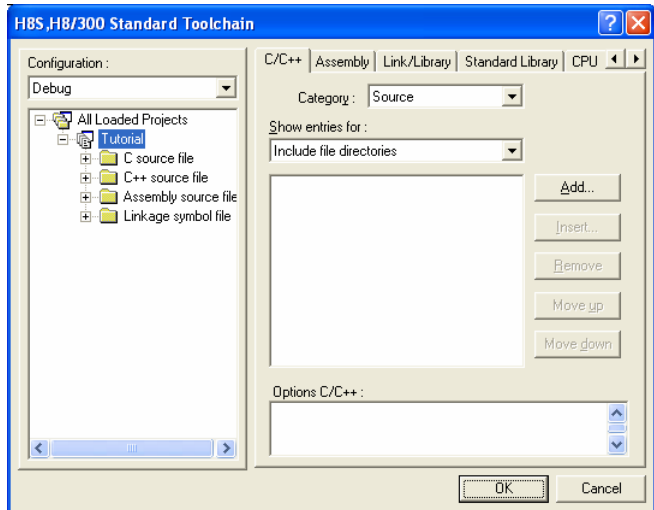 H8S,H8/300 Standard Toolchain
Configuration :
Debug
All Loaded Projects
Tutorial
C source file
C++ source file
Assembly source file
Linkage symbol file
C/C++ Assembly Link/Library Standard Library CPU
Category : Source
Show entries for :
Include file directories
Add...
Insert...
Remove
Move up
Move down
Options C/C++ :
OK Cancel